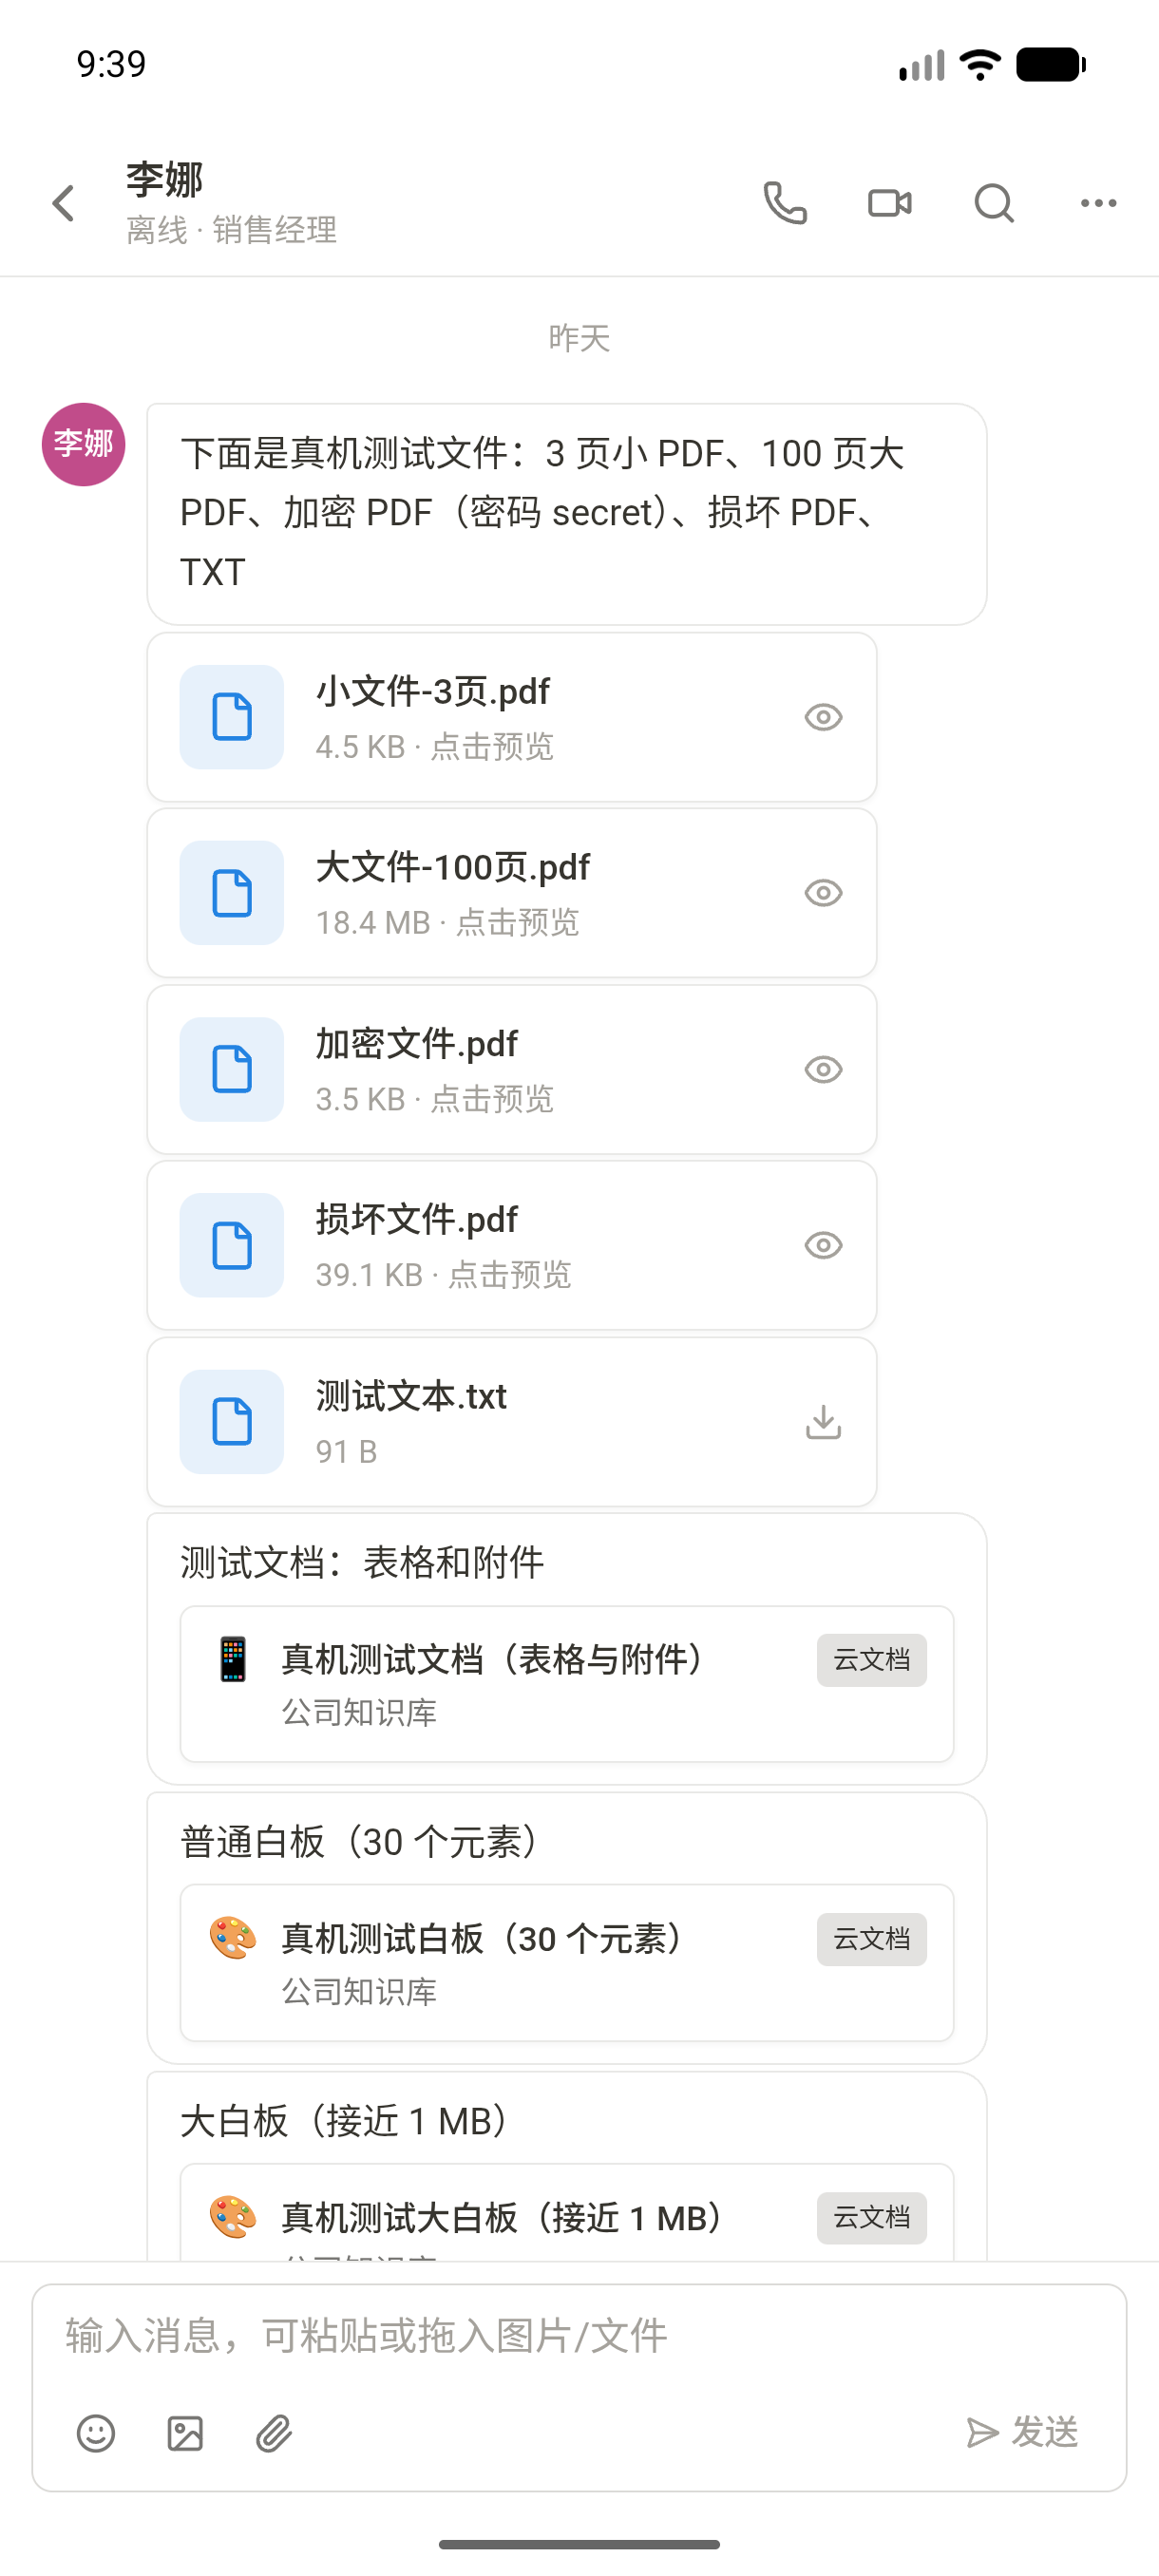 9:39
李娜
离线 · 销售经理
昨天
李娜
下面是真机测试文件：3 页小 PDF、100 页大
PDF、加密 PDF（密码 secret）、损坏 PDF、
TXT
小文件-3页.pdf
4.5 KB · 点击预览
大文件-100页.pdf
18.4 MB · 点击预览
加密文件.pdf
3.5 KB · 点击预览
损坏文件.pdf
39.1 KB · 点击预览
测试文本.txt
91 B
测试文档：表格和附件
真机测试文档（表格与附件）
云文档
公司知识库
普通白板（30 个元素）
真机测试白板（30 个元素）
云文档
公司知识库
大白板（接近 1 MB）
真机测试大白板（接近 1 MB）
云文档
输入消息，可粘贴或拖入图片/文件
发送